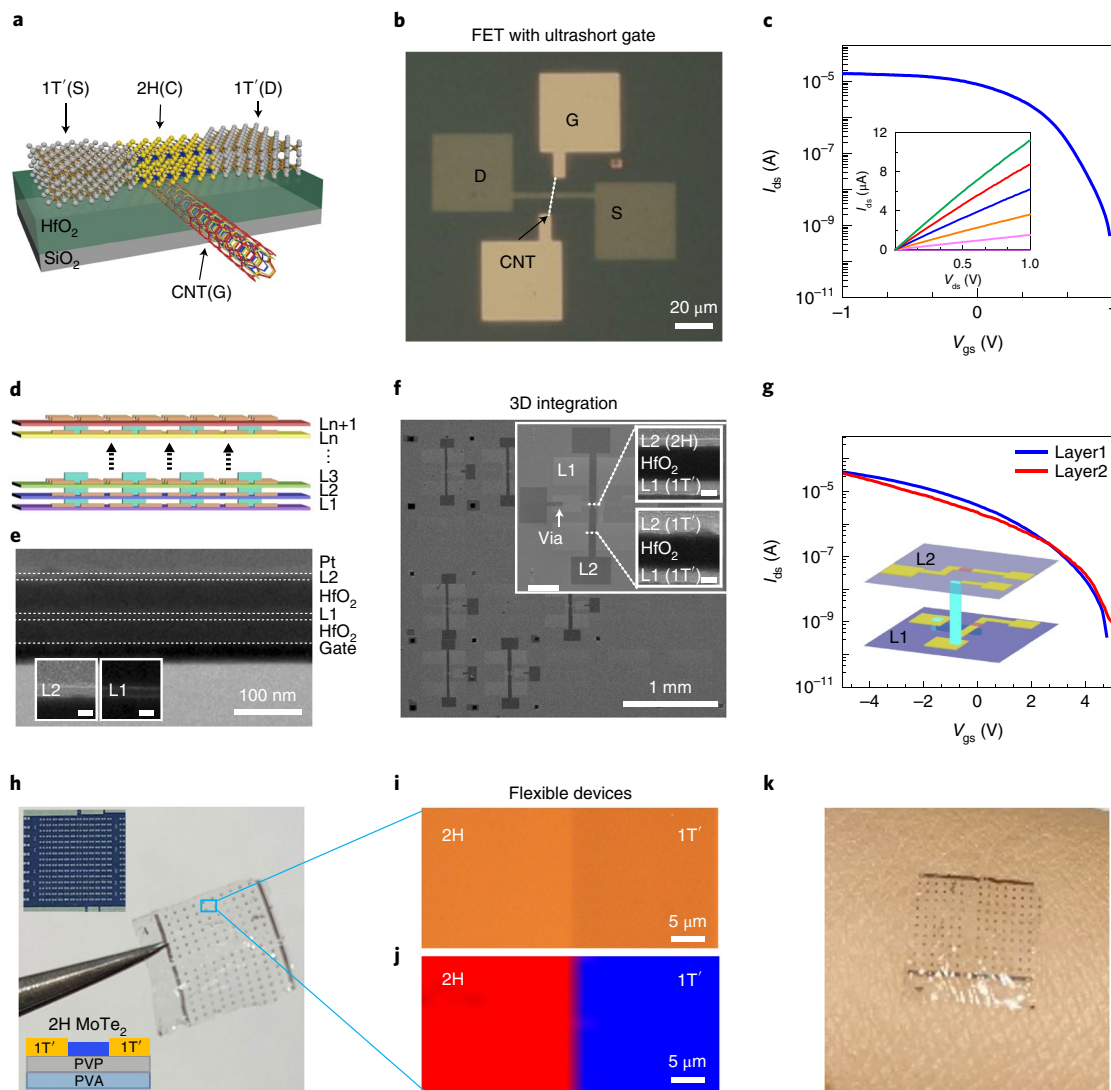 a
1T′(S)
2H(C)
1T′(D)
HfO2
SiO2
CNT(G)
b
FET with ultrashort gate
G
D
S
CNT
20 μm
c
10–5
10–7
10–9
10–11
Ids (A)
–1
0
1
Vgs (V)
12
8
4
0
Ids (μA)
0.5
1.0
Vds (V)
d
Ln+1
Ln
⋮
L3
L2
L1
e
Pt
L2
HfO2
L1
HfO2
Gate
L2
L1
100 nm
f
3D integration
L1
Via
L2
L2 (2H)
HfO2
L1 (1T′)
L2 (1T′)
HfO2
L1 (1T′)
1 mm
g
Layer1
Layer2
10–5
10–7
10–9
10–11
Ids (A)
L2
L1
–4
–2
0
2
4
Vgs (V)
h
2H MoTe2
1T′
1T′
PVP
PVA
i
Flexible devices
2H
1T′
5 μm
j
2H
1T′
5 μm
k